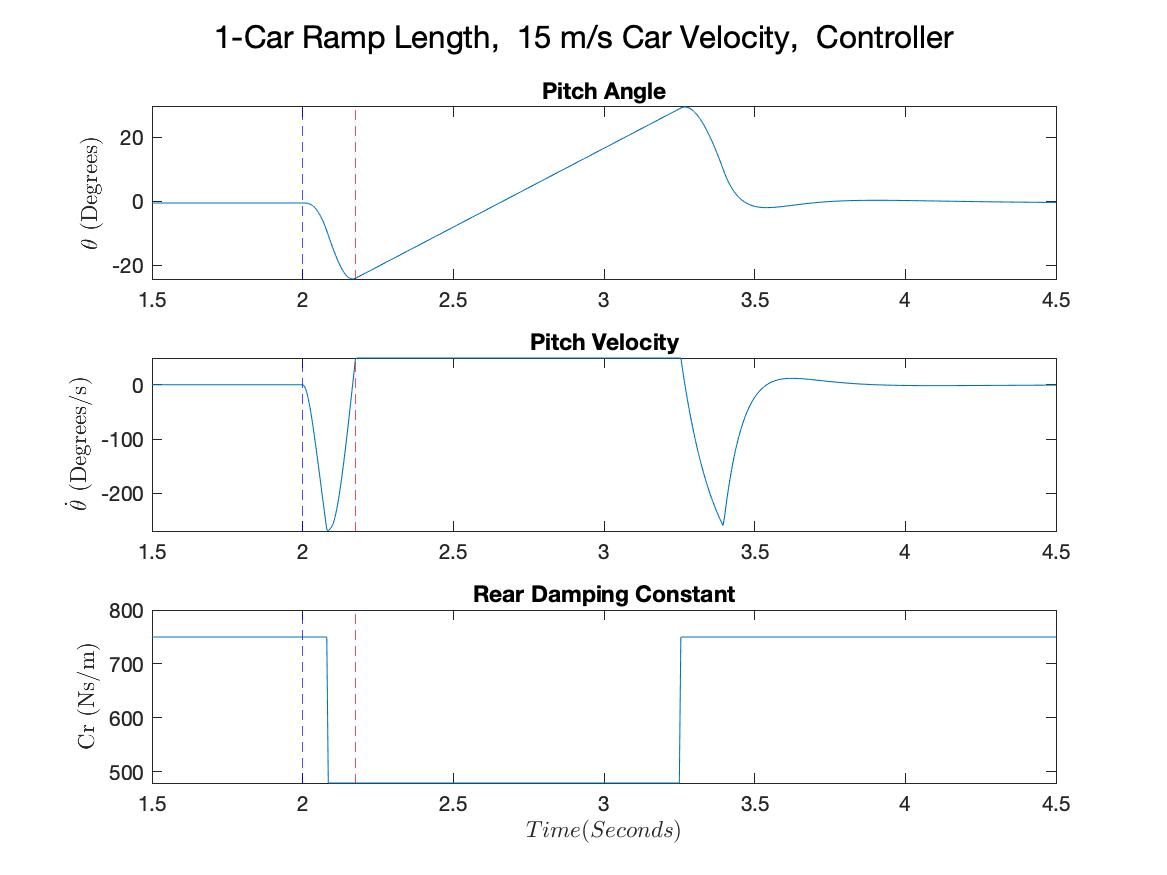 1-Car Ramp Length,  15 m/s Car Velocity,  Controller
Pitch Angle
θ (Degrees)
20
0
-20
1.5 2 2.5 3 3.5 4 4.5
Pitch Velocity
θ̇ (Degrees/s)
0
-100
-200
1.5 2 2.5 3 3.5 4 4.5
Rear Damping Constant
Cr (Ns/m)
800
700
600
500
1.5 2 2.5 3 3.5 4 4.5
Time(Seconds)